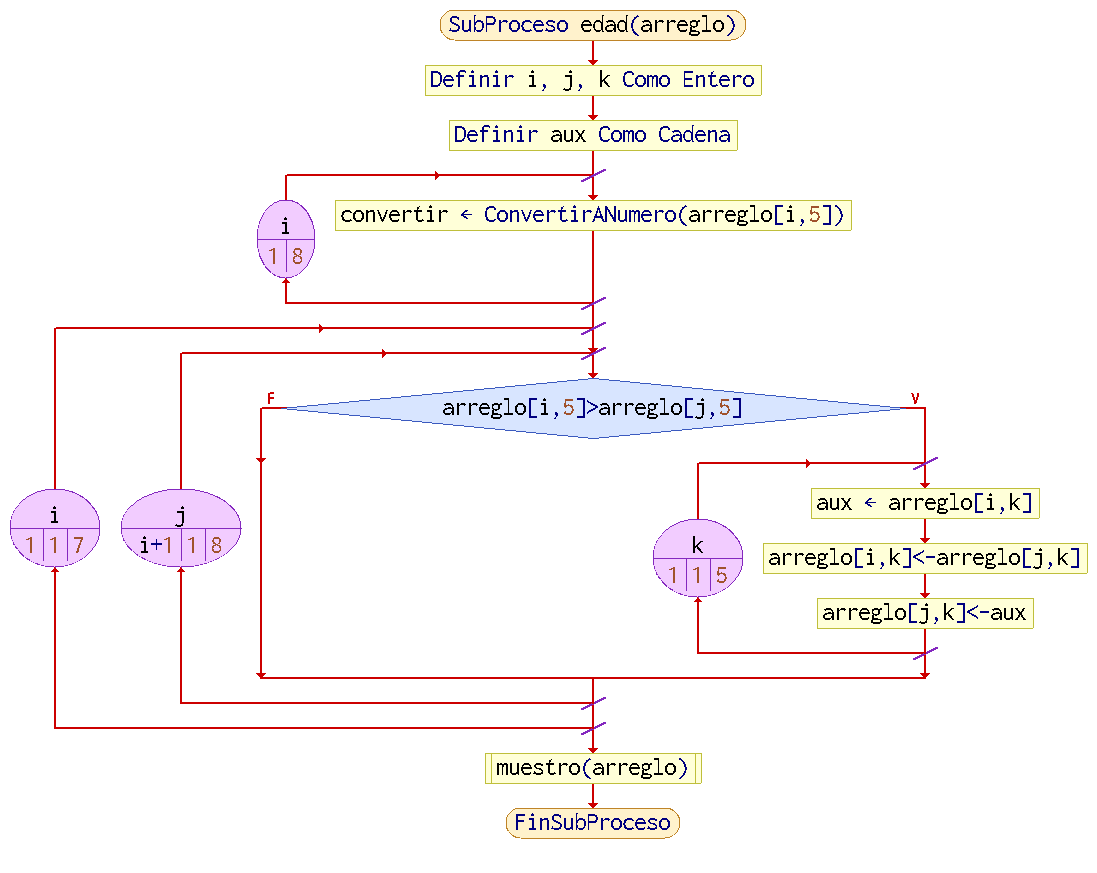 SubProceso edad(arreglo)
Definir i, j, k Como Entero
Definir aux Como Cadena
convertir ← ConvertirANumero(arreglo[i,5])
i
1 8
F
arreglo[i,5]>arreglo[j,5]
V
i
1 1 7
j
i+1 1 8
k
1 1 5
aux ← arreglo[i,k]
arreglo[i,k]<-arreglo[j,k]
arreglo[j,k]<-aux
muestro(arreglo)
FinSubProceso